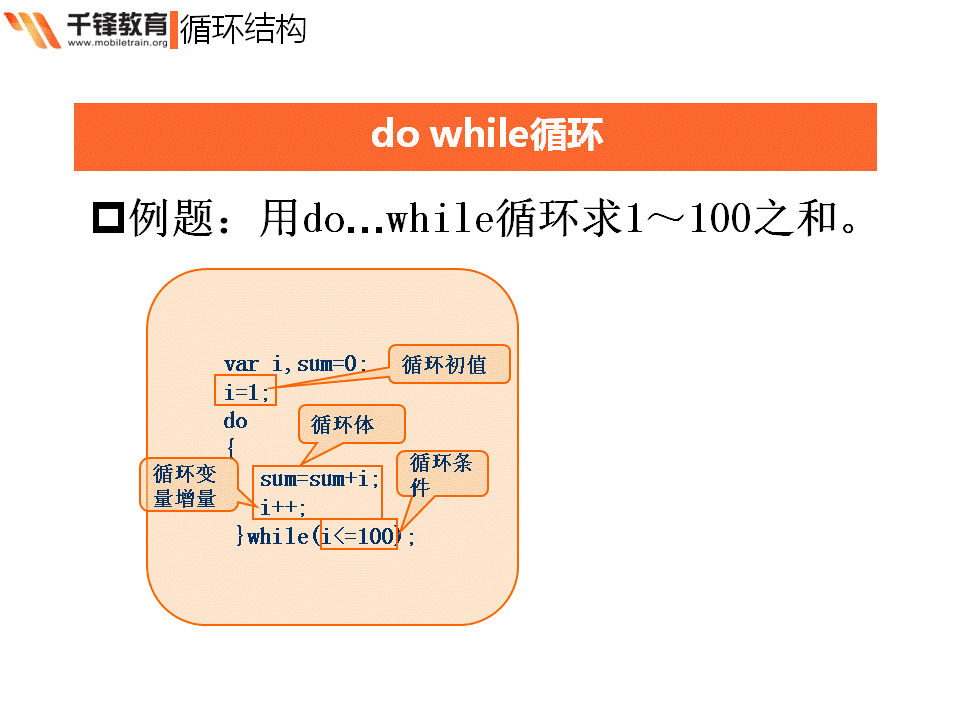 千锋教育
www.mobiletrain.org
循环结构
do while循环
例题：用do…while循环求1～100之和。
var i,sum=0;
循环初值
i=1;
do
循环体
{
循环变
量增量
循环条
件
sum=sum+i;
i++;
}while(i<=100);